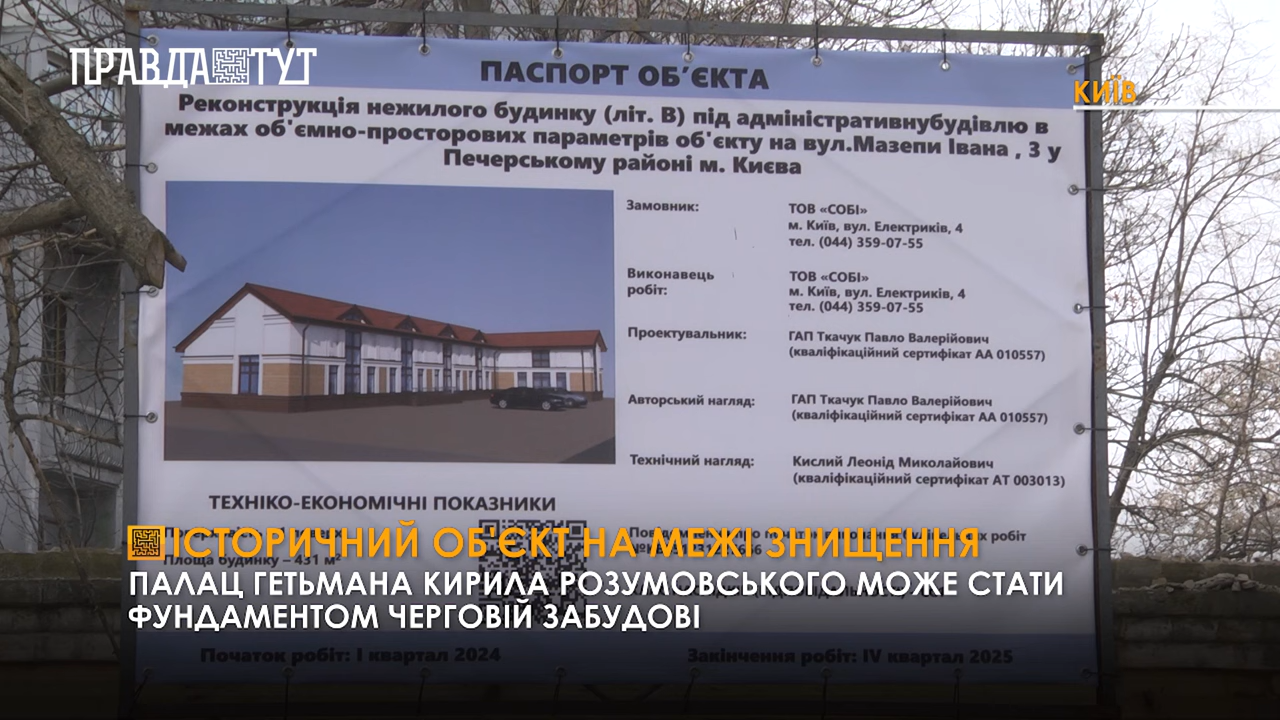 ПРАВДА ТУТ
КИЇВ
ПАСПОРТ ОБ'ЄКТА
Реконструкція нежилого будинку (літ. В) під адміністративнубудівлю в
межах об'ємно-просторових параметрів об'єкту на вул.Мазепи Івана , 3 у
Печерському районі м. Києва
Замовник:
ТОВ «СОБІ»
м. Київ, вул. Електриків, 4
тел. (044) 359-07-55
Виконавець
робіт:
ТОВ «СОБІ»
м. Київ, вул. Електриків, 4
тел. (044) 359-07-55
Проектувальник:
ГАП Ткачук Павло Валерійович
(кваліфікаційний сертифікат АА 010557)
Авторський нагляд:
ГАП Ткачук Павло Валерійович
(кваліфікаційний сертифікат АА 010557)
Технічний нагляд:
Кислий Леонід Миколайович
(кваліфікаційний сертифікат АТ 003013)
ТЕХНІКО-ЕКОНОМІЧНІ ПОКАЗНИКИ
Площа будинку – 431 м²
ІСТОРИЧНИЙ ОБ'ЄКТ НА МЕЖІ ЗНИЩЕННЯ
ПАЛАЦ ГЕТЬМАНА КИРИЛА РОЗУМОВСЬКОГО МОЖЕ СТАТИ
ФУНДАМЕНТОМ ЧЕРГОВІЙ ЗАБУДОВІ
Початок робіт: І квартал 2024
Закінчення робіт: IV квартал 2025